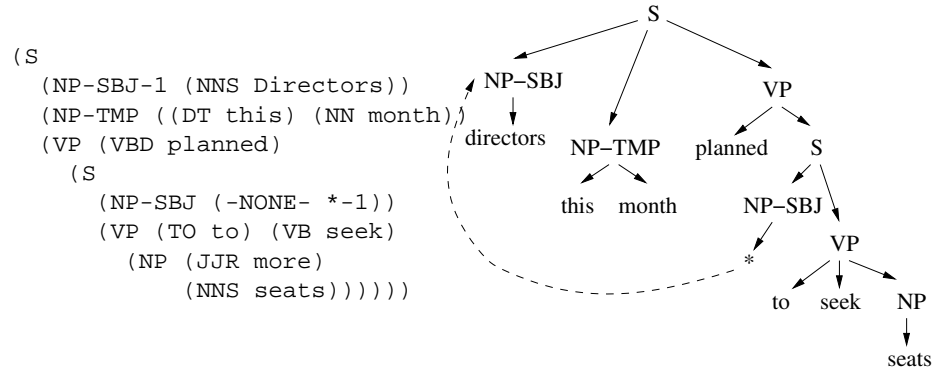 (S
(NP-SBJ-1 (NNS Directors))
(NP-TMP ((DT this) (NN month))
(VP (VBD planned)
(S
(NP-SBJ (-NONE- *-1))
(VP (TO to) (VB seek)
(NP (JJR more)
(NNS seats))))))
S
NP−SBJ
VP
directors
NP−TMP
planned
S
this month
NP−SBJ
VP
*
to seek NP
seats